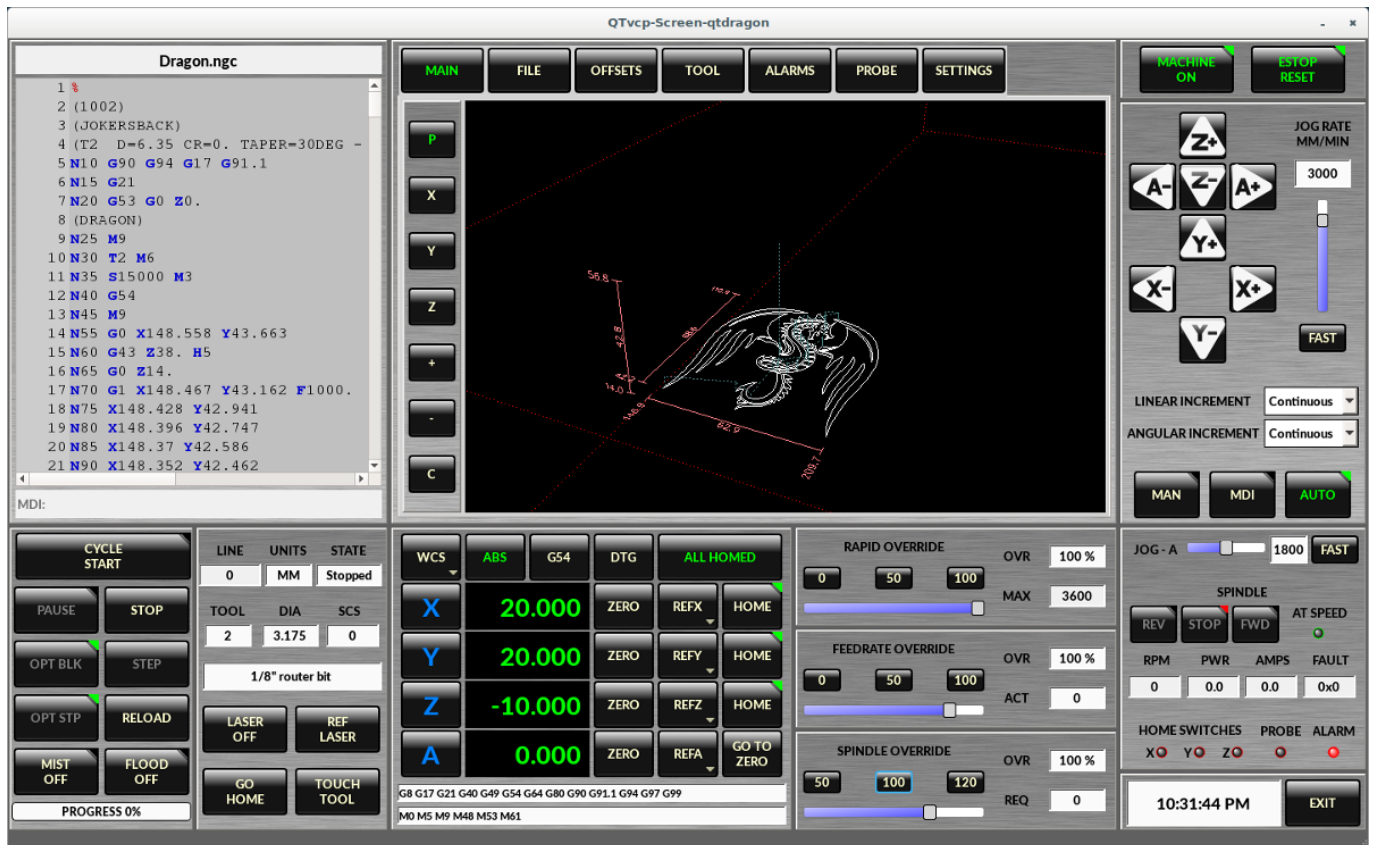 QTvcp-Screen-qtdragon
Dragon.ngc
1 %
2 (1002)
3 (JOKERSBACK)
4 (T2 D=6.35 CR=0. TAPER=30DEG -
5 N10 G90 G94 G17 G91.1
6 N15 G21
7 N20 G53 G0 Z0.
8 (DRAGON)
9 N25 M9
10 N30 T2 M6
11 N35 S15000 M3
12 N40 G54
13 N45 M9
14 N55 G0 X148.558 Y43.663
15 N60 G43 Z38. H5
16 N65 G0 Z14.
17 N70 G1 X148.467 Y43.162 F1000.
18 N75 X148.428 Y42.941
19 N80 X148.396 Y42.747
20 N85 X148.37 Y42.586
21 N90 X148.352 Y42.462
MDI:
MAIN FILE OFFSETS TOOL ALARMS PROBE SETTINGS
P
X
Y
Z
+
-
C
56.8
42.8
14.0
146.8
62.9
209.7
MACHINE ON
ESTOP RESET
JOG RATE
MM/MIN
3000
Z+
A- Z- A+
Y+
X- X+
Y-
FAST
LINEAR INCREMENT Continuous
ANGULAR INCREMENT Continuous
MAN MDI AUTO
CYCLE START
PAUSE STOP
OPT BLK STEP
OPT STP RELOAD
MIST OFF FLOOD OFF
PROGRESS 0%
LINE UNITS STATE
0 MM Stopped
TOOL DIA SCS
2 3.175 0
1/8" router bit
LASER OFF REF LASER
GO HOME TOUCH TOOL
WCS ABS G54 DTG ALL HOMED
X 20.000 ZERO REFX HOME
Y 20.000 ZERO REFY HOME
Z -10.000 ZERO REFZ HOME
A 0.000 ZERO REFA GO TO ZERO
G8 G17 G21 G40 G49 G54 G64 G80 G90 G91.1 G94 G97 G99
M0 M5 M9 M48 M53 M61
RAPID OVERRIDE OVR 100 %
0 50 100
MAX 3600
FEEDRATE OVERRIDE OVR 100 %
0 50 100
ACT 0
SPINDLE OVERRIDE OVR 100 %
50 100 120
REQ 0
JOG - A 1800 FAST
SPINDLE
REV STOP FWD AT SPEED
RPM PWR AMPS FAULT
0 0.0 0.0 0x0
HOME SWITCHES PROBE ALARM
X Y Z
10:31:44 PM EXIT